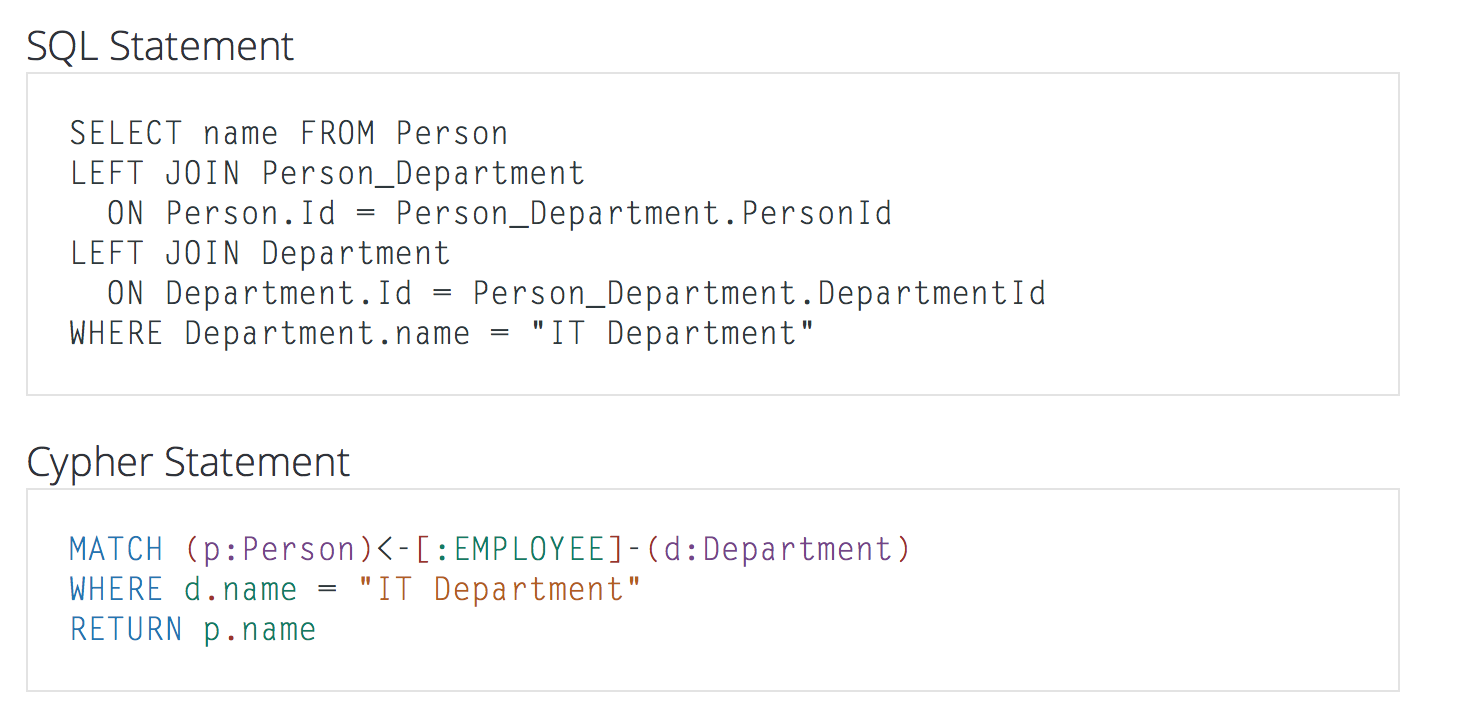 SQL Statement
SELECT name FROM Person
LEFT JOIN Person_Department
  ON Person.Id = Person_Department.PersonId
LEFT JOIN Department
  ON Department.Id = Person_Department.DepartmentId
WHERE Department.name = "IT Department"
Cypher Statement
MATCH (p:Person)<-[:EMPLOYEE]-(d:Department)
WHERE d.name = "IT Department"
RETURN p.name